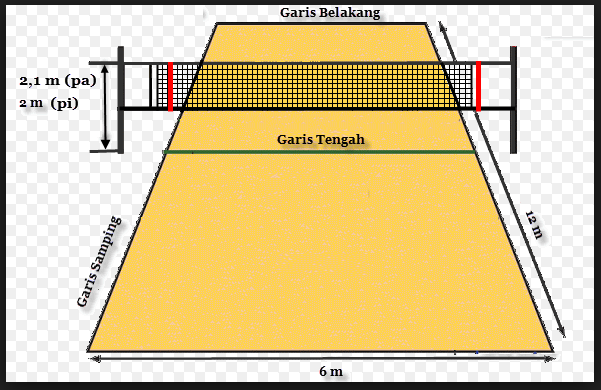 Garis Belakang
2,1 m (pa)
2 m (pi)
Garis Tengah
Garis Samping
12 m
6 m